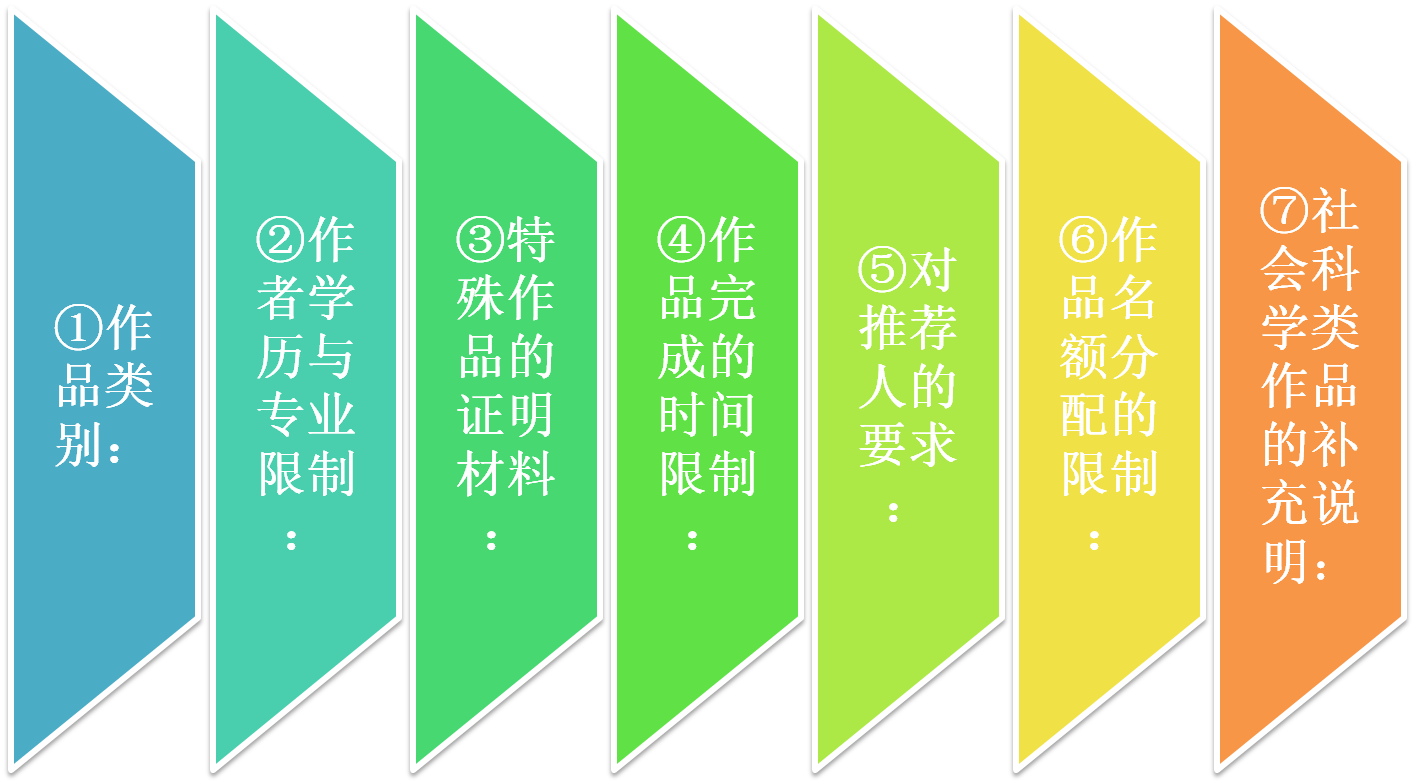 ①作
品类
别：
②作
者学
历与
专业
限制
：
③特
殊作
品的
证明
材料
：
④作
品完
成的
时间
限制
：
⑤对
推荐
人的
要求
：
⑥作
品名
额分
配的
限制
：
⑦社
会科
学类
作品
的补
充说
明：